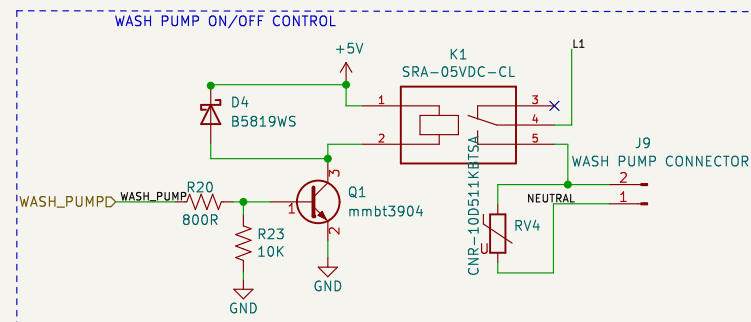 WASH PUMP ON/OFF CONTROL
L1
+5V
K1
SRA-05VDC-CL
D4
B5819WS
1
2
3
4
5
J9
WASH PUMP CONNECTOR
2
1
NEUTRAL
CNR-10D511KBTSA
RV4
U
WASH_PUMP
WASH_PUMP
R20
800R
3
1
2
Q1
mmbt3904
R23
10K
GND
GND